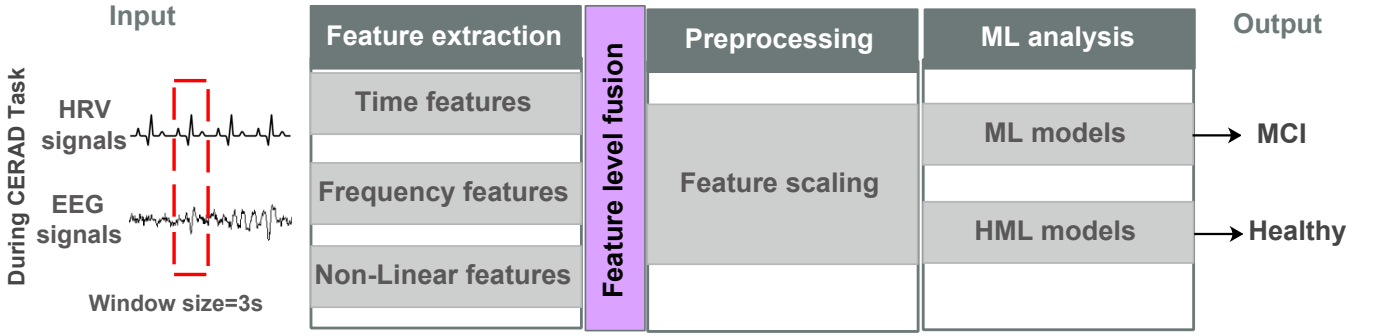 Input
During CERAD Task
HRV
signals
EEG
signals
Window size=3s
Feature extraction
Time features
Frequency features
Non-Linear features
Feature level fusion
Preprocessing
Feature scaling
ML analysis
ML models
HML models
Output
MCI
Healthy